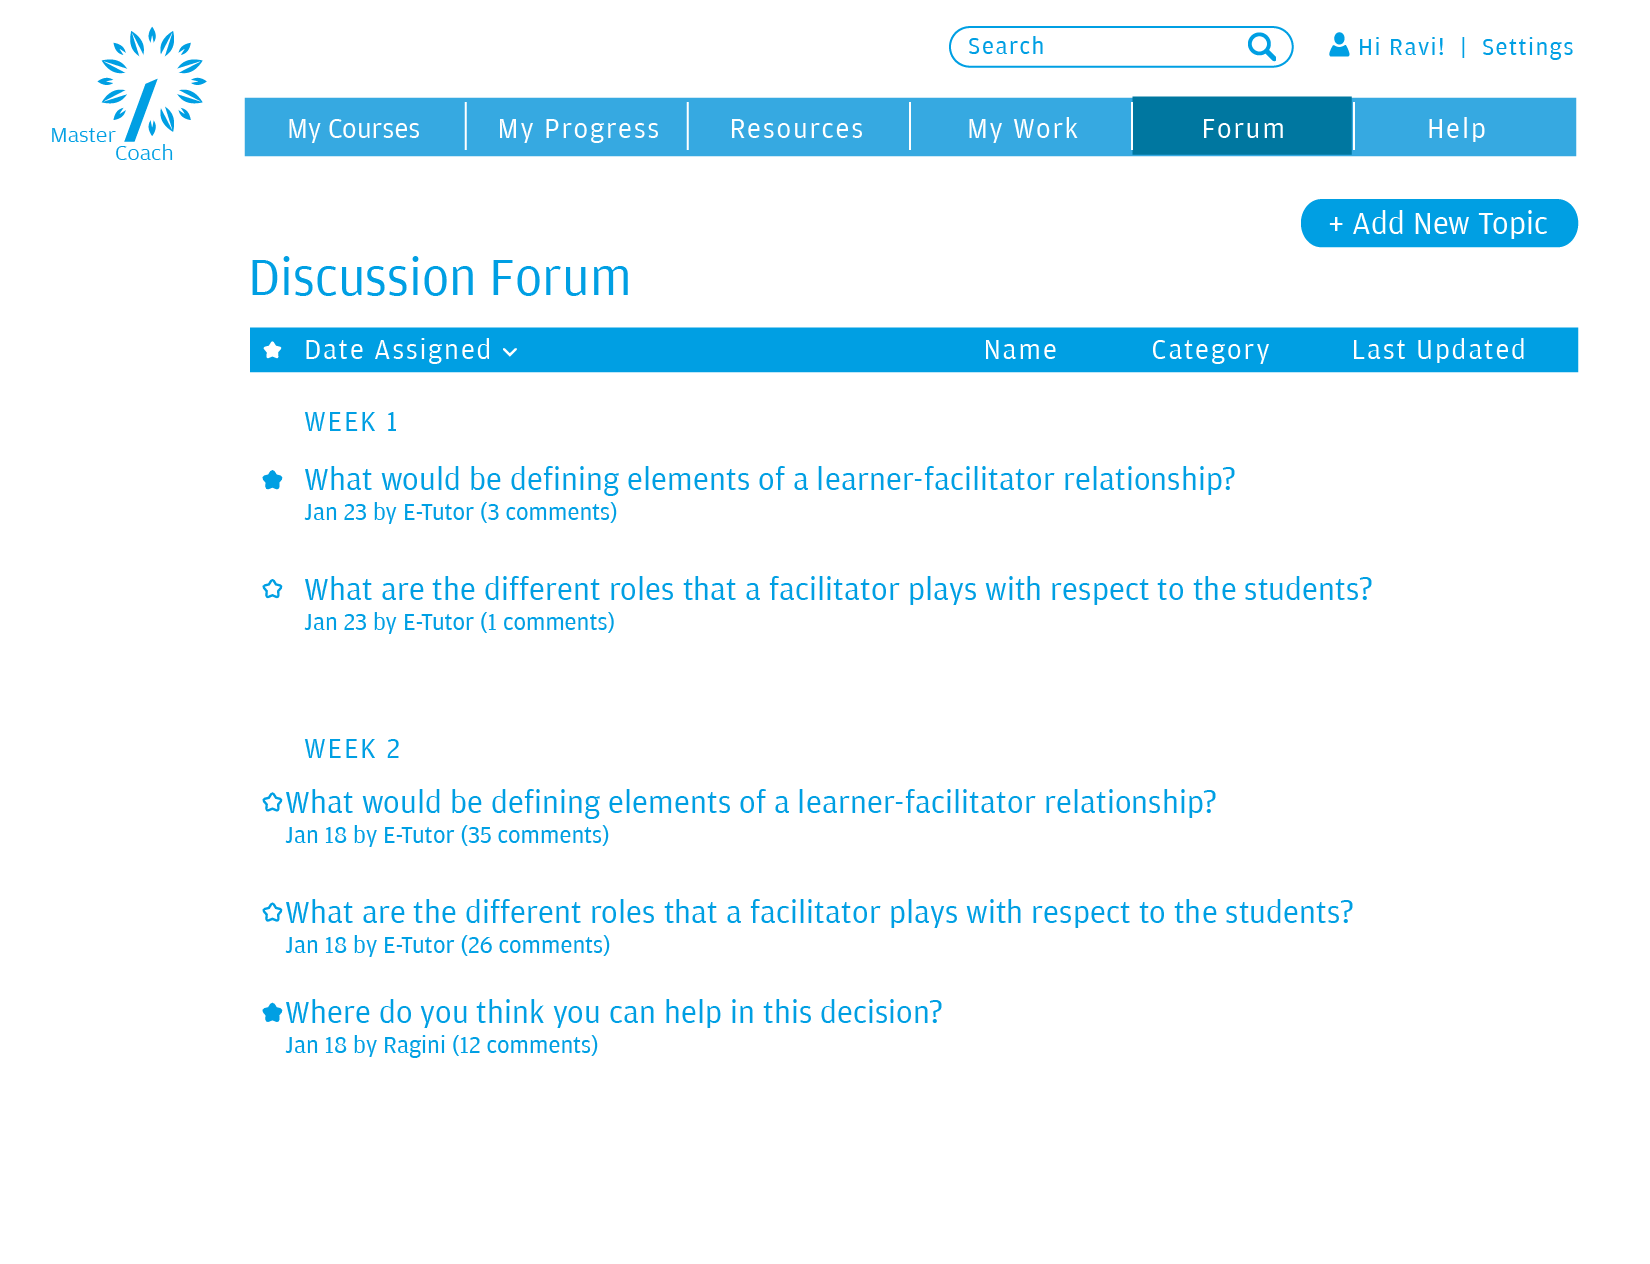 Search
Hi Ravi! | Settings
Master
Coach
My Courses My Progress Resources My Work Forum Help
+ Add New Topic
Discussion Forum
Date Assigned Name Category Last Updated
WEEK 1
What would be defining elements of a learner-facilitator relationship?
Jan 23 by E-Tutor (3 comments)
What are the different roles that a facilitator plays with respect to the students?
Jan 23 by E-Tutor (1 comments)
WEEK 2
What would be defining elements of a learner-facilitator relationship?
Jan 18 by E-Tutor (35 comments)
What are the different roles that a facilitator plays with respect to the students?
Jan 18 by E-Tutor (26 comments)
Where do you think you can help in this decision?
Jan 18 by Ragini (12 comments)